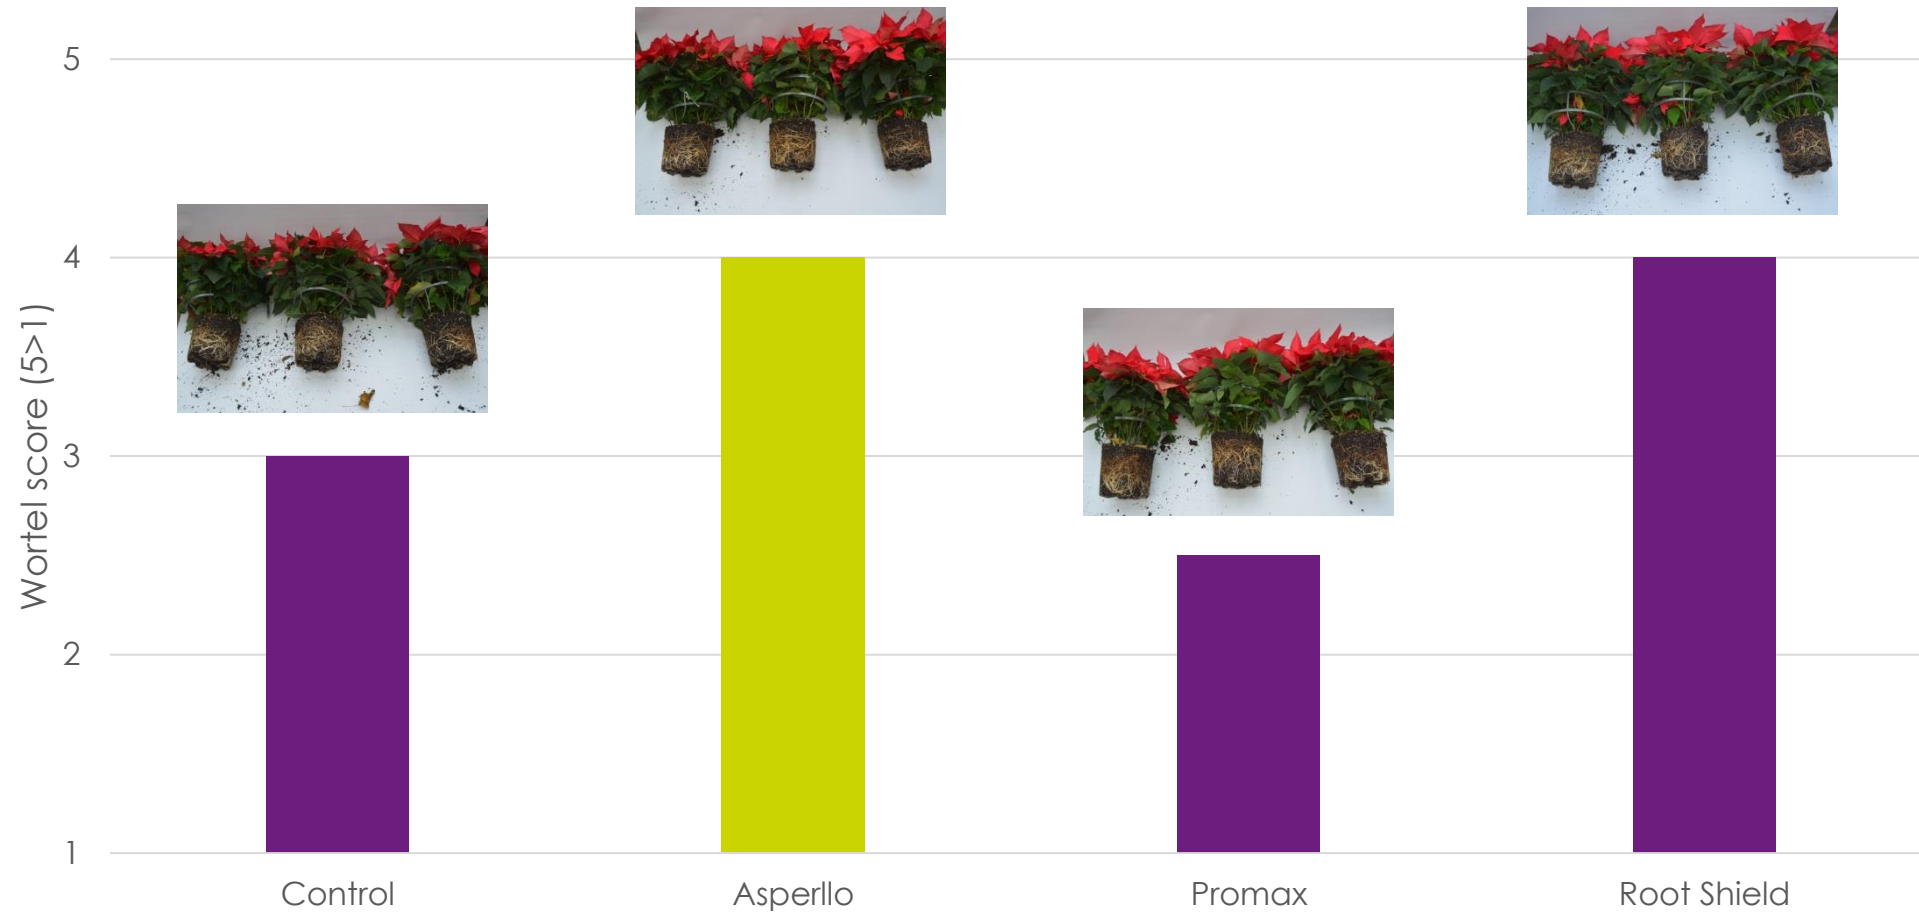 Wortel score (5>1)
5
4
3
2
1
Control
Asperllo
Promax
Root Shield